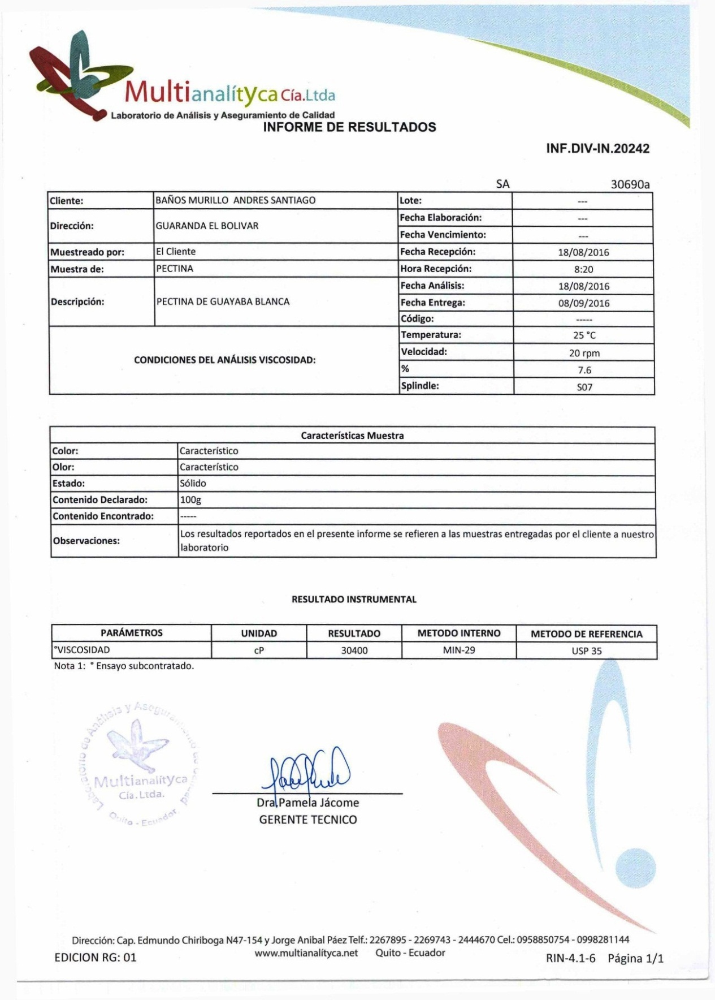 Multianalítyca Cía.Ltda
Laboratorio de Análisis y Aseguramiento de Calidad
INFORME DE RESULTADOS
INF.DIV-IN.20242
SA 30690a
Cliente: BAÑOS MURILLO ANDRES SANTIAGO Lote: ---
Dirección: GUARANDA EL BOLIVAR Fecha Elaboración: ---
Fecha Vencimiento: ---
Muestreado por: El Cliente Fecha Recepción: 18/08/2016
Muestra de: PECTINA Hora Recepción: 8:20
Descripción: PECTINA DE GUAYABA BLANCA Fecha Análisis: 18/08/2016
Fecha Entrega: 08/09/2016
Código: -----
CONDICIONES DEL ANÁLISIS VISCOSIDAD: Temperatura: 25 °C
Velocidad: 20 rpm
% 7.6
Splindle: S07
Características Muestra
Color: Característico
Olor: Característico
Estado: Sólido
Contenido Declarado: 100g
Contenido Encontrado: -----
Observaciones: Los resultados reportados en el presente informe se refieren a las muestras entregadas por el cliente a nuestro
laboratorio
RESULTADO INSTRUMENTAL
PARÁMETROS UNIDAD RESULTADO METODO INTERNO METODO DE REFERENCIA
°VISCOSIDAD cP 30400 MIN-29 USP 35
Nota 1: ° Ensayo subcontratado.
Laboratorio de Análisis y Aseguramiento de Calidad
Multianalítyca
Cía. Ltda.
Quito - Ecuador
Dra.Pamela Jácome
GERENTE TECNICO
Dirección: Cap. Edmundo Chiriboga N47-154 y Jorge Anibal Páez Telf.: 2267895 - 2269743 - 2444670 Cel.: 0958850754 - 0998281144
www.multianalityca.net Quito - Ecuador
EDICION RG: 01
RIN-4.1-6 Página 1/1